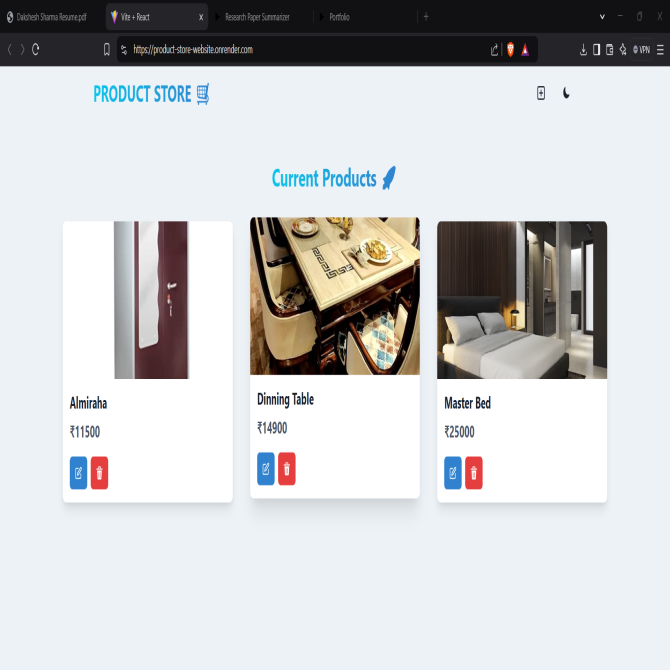 Dakshesh Sharma Resume.pdf
Vite + React
Research Paper Summarizer
Portfolio
https://product-store-website.onrender.com
VPN
PRODUCT STORE
Current Products
Almiraha
₹11500
Dinning Table
₹14900
Master Bed
₹25000